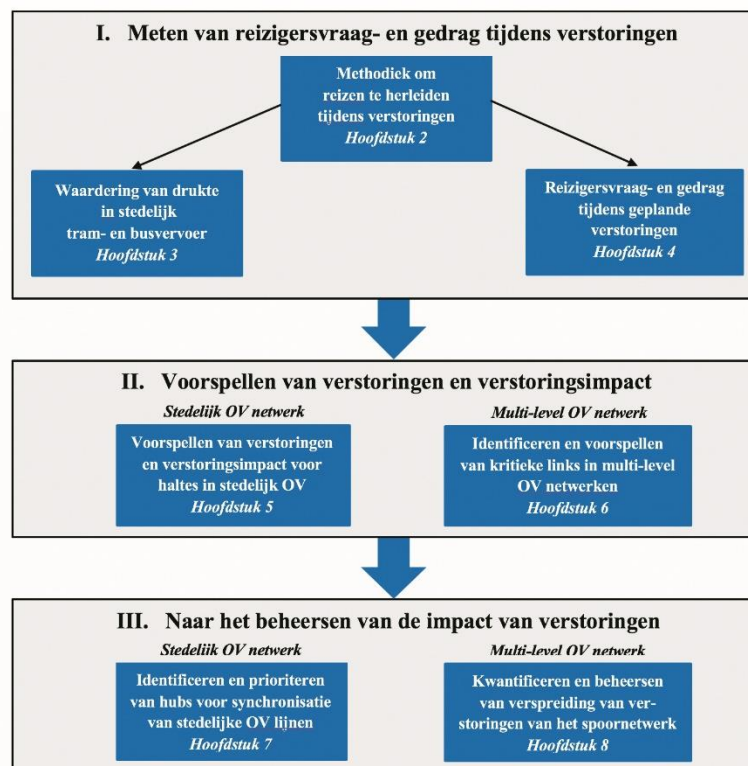 I. Meten van reizigersvraag- en gedrag tijdens verstoringen
Methodiek om
reizen te herleiden
tijdens verstoringen
Hoofdstuk 2
Waardering van drukte
in stedelijk
tram- en busvervoer
Hoofdstuk 3
Reizigersvraag- en gedrag
tijdens geplande
verstoringen
Hoofdstuk 4
II. Voorspellen van verstoringen en verstoringsimpact
Stedelijk OV netwerk
Voorspellen van verstoringen
en verstoringsimpact voor
haltes in stedelijk OV
Hoofdstuk 5
Multi-level OV netwerk
Identificeren en voorspellen
van kritieke links in multi-level
OV netwerken
Hoofdstuk 6
III. Naar het beheersen van de impact van verstoringen
Stedelijk OV netwerk
Identificeren en prioriteren
van hubs voor synchronisatie
van stedelijke OV lijnen
Hoofdstuk 7
Multi-level OV netwerk
Kwantificeren en beheersen
van verspreiding van ver-
storingen van het spoornetwerk
Hoofdstuk 8